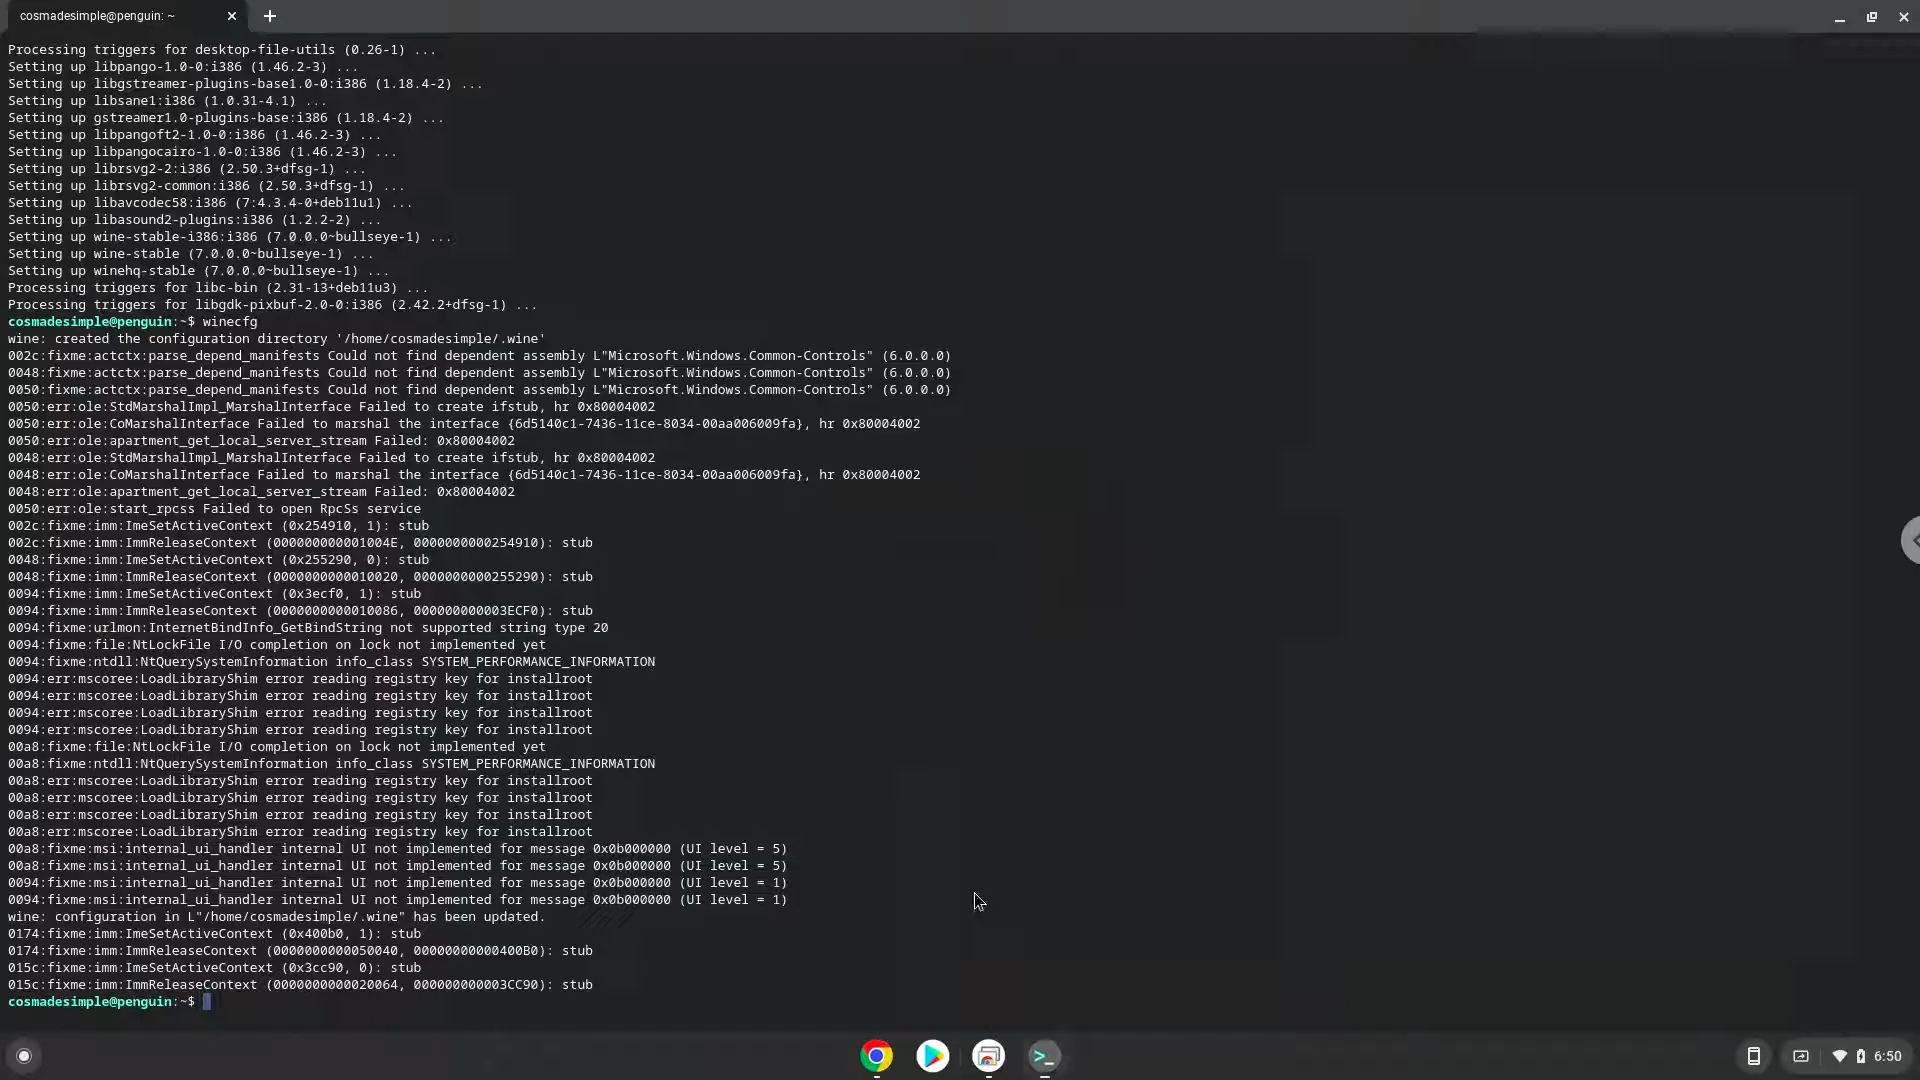 cosmadesimple@penguin: ~
Processing triggers for desktop-file-utils (0.26-1) ...
Setting up libpango-1.0-0:i386 (1.46.2-3) ...
Setting up libgstreamer-plugins-base1.0-0:i386 (1.18.4-2) ...
Setting up libsane1:i386 (1.0.31-4.1) ...
Setting up gstreamer1.0-plugins-base:i386 (1.18.4-2) ...
Setting up libpangoft2-1.0-0:i386 (1.46.2-3) ...
Setting up libpangocairo-1.0-0:i386 (1.46.2-3) ...
Setting up librsvg2-2:i386 (2.50.3+dfsg-1) ...
Setting up librsvg2-common:i386 (2.50.3+dfsg-1) ...
Setting up libavcodec58:i386 (7:4.3.4-0+deb11u1) ...
Setting up libasound2-plugins:i386 (1.2.2-2) ...
Setting up wine-stable-i386:i386 (7.0.0.0~bullseye-1) ...
Setting up wine-stable (7.0.0.0~bullseye-1) ...
Setting up winehq-stable (7.0.0.0~bullseye-1) ...
Processing triggers for libc-bin (2.31-13+deb11u3) ...
Processing triggers for libgdk-pixbuf-2.0-0:i386 (2.42.2+dfsg-1) ...
cosmadesimple@penguin:~$ winecfg
wine: created the configuration directory '/home/cosmadesimple/.wine'
002c:fixme:actctx:parse_depend_manifests Could not find dependent assembly L"Microsoft.Windows.Common-Controls" (6.0.0.0)
0048:fixme:actctx:parse_depend_manifests Could not find dependent assembly L"Microsoft.Windows.Common-Controls" (6.0.0.0)
0050:fixme:actctx:parse_depend_manifests Could not find dependent assembly L"Microsoft.Windows.Common-Controls" (6.0.0.0)
0050:err:ole:StdMarshalImpl_MarshalInterface Failed to create ifstub, hr 0x80004002
0050:err:ole:CoMarshalInterface Failed to marshal the interface {6d5140c1-7436-11ce-8034-00aa006009fa}, hr 0x80004002
0050:err:ole:apartment_get_local_server_stream Failed: 0x80004002
0048:err:ole:StdMarshalImpl_MarshalInterface Failed to create ifstub, hr 0x80004002
0048:err:ole:CoMarshalInterface Failed to marshal the interface {6d5140c1-7436-11ce-8034-00aa006009fa}, hr 0x80004002
0048:err:ole:apartment_get_local_server_stream Failed: 0x80004002
0050:err:ole:start_rpcss Failed to open RpcSs service
002c:fixme:imm:ImeSetActiveContext (0x254910, 1): stub
002c:fixme:imm:ImmReleaseContext (000000000001004E, 0000000000254910): stub
0048:fixme:imm:ImeSetActiveContext (0x255290, 0): stub
0048:fixme:imm:ImmReleaseContext (0000000000010020, 0000000000255290): stub
0094:fixme:imm:ImeSetActiveContext (0x3ecf0, 1): stub
0094:fixme:imm:ImmReleaseContext (0000000000010086, 000000000003ECF0): stub
0094:fixme:urlmon:InternetBindInfo_GetBindString not supported string type 20
0094:fixme:file:NtLockFile I/O completion on lock not implemented yet
0094:fixme:ntdll:NtQuerySystemInformation info_class SYSTEM_PERFORMANCE_INFORMATION
0094:err:mscoree:LoadLibraryShim error reading registry key for installroot
0094:err:mscoree:LoadLibraryShim error reading registry key for installroot
0094:err:mscoree:LoadLibraryShim error reading registry key for installroot
0094:err:mscoree:LoadLibraryShim error reading registry key for installroot
00a8:fixme:file:NtLockFile I/O completion on lock not implemented yet
00a8:fixme:ntdll:NtQuerySystemInformation info_class SYSTEM_PERFORMANCE_INFORMATION
00a8:err:mscoree:LoadLibraryShim error reading registry key for installroot
00a8:err:mscoree:LoadLibraryShim error reading registry key for installroot
00a8:err:mscoree:LoadLibraryShim error reading registry key for installroot
00a8:err:mscoree:LoadLibraryShim error reading registry key for installroot
00a8:fixme:msi:internal_ui_handler internal UI not implemented for message 0x0b000000 (UI level = 5)
00a8:fixme:msi:internal_ui_handler internal UI not implemented for message 0x0b000000 (UI level = 5)
0094:fixme:msi:internal_ui_handler internal UI not implemented for message 0x0b000000 (UI level = 1)
0094:fixme:msi:internal_ui_handler internal UI not implemented for message 0x0b000000 (UI level = 1)
wine: configuration in L"/home/cosmadesimple/.wine" has been updated.
0174:fixme:imm:ImeSetActiveContext (0x400b0, 1): stub
0174:fixme:imm:ImmReleaseContext (0000000000050040, 00000000000400B0): stub
015c:fixme:imm:ImeSetActiveContext (0x3cc90, 0): stub
015c:fixme:imm:ImmReleaseContext (0000000000020064, 000000000003CC90): stub
cosmadesimple@penguin:~$
6:50